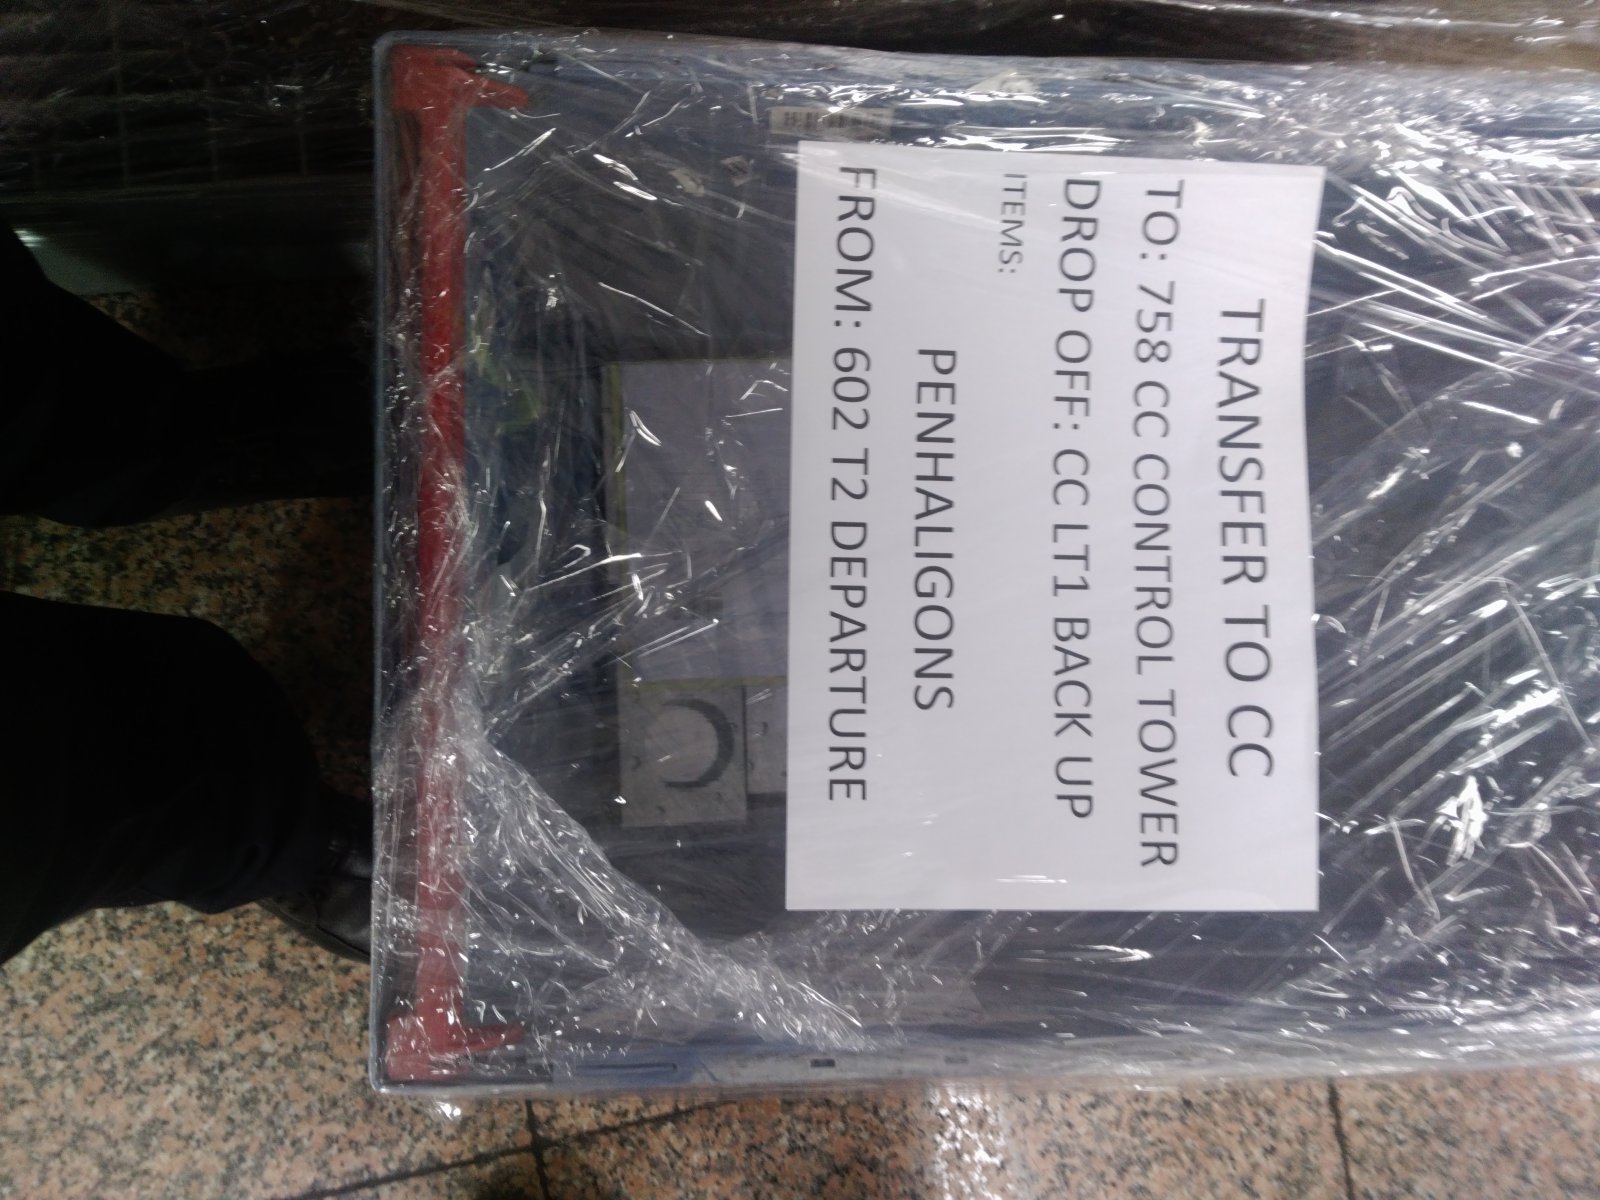 TRANSFER TO CC
TO: 758 CC CONTROL TOWER
DROP OFF: CC LT1 BACK UP
ITEMS:
PENHALIGONS
FROM: 602 T2 DEPARTURE